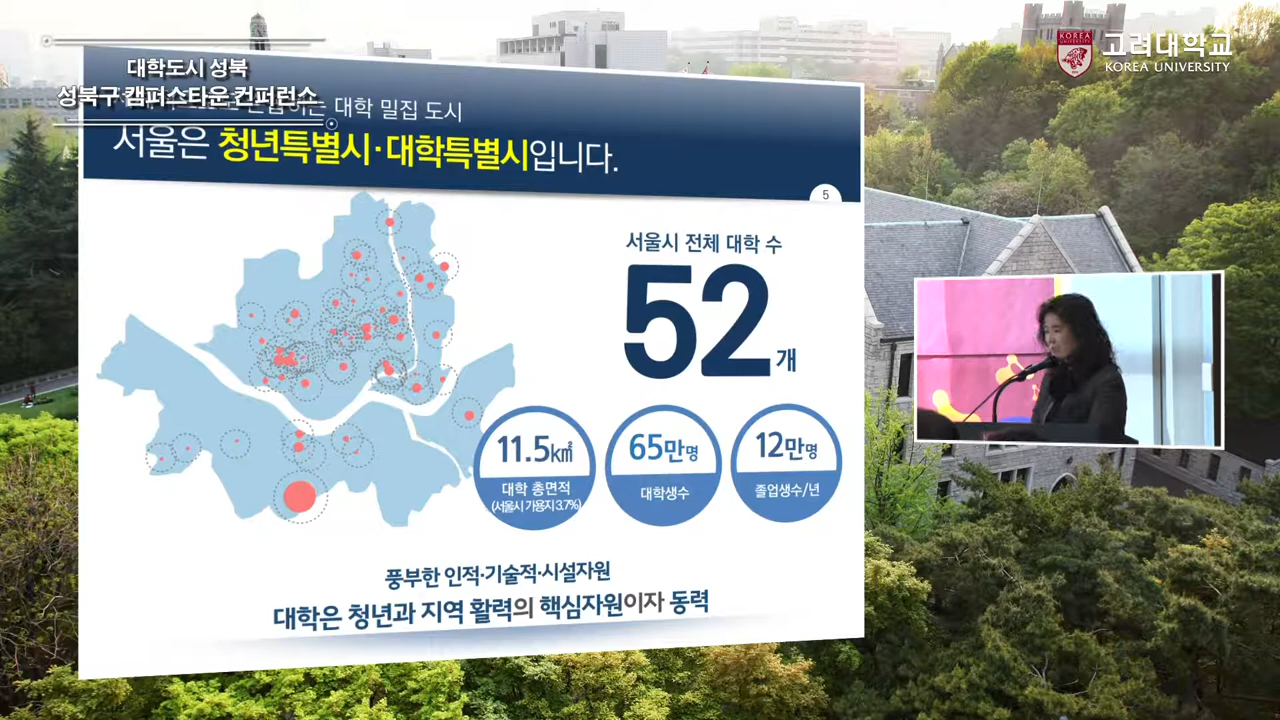 대학도시 성북
성북구 캠퍼스타운 컨퍼런스
대학 밀집 도시
서울은 청년특별시·대학특별시입니다.
5
KOREA
UNIVERSITY
고려대학교
KOREA UNIVERSITY
서울시 전체 대학 수
52개
11.5㎢
대학 총면적
(서울시 가용지 3.7%)
65만명
대학생수
12만명
졸업생수/년
풍부한 인적·기술적·시설자원
대학은 청년과 지역 활력의 핵심자원이자 동력